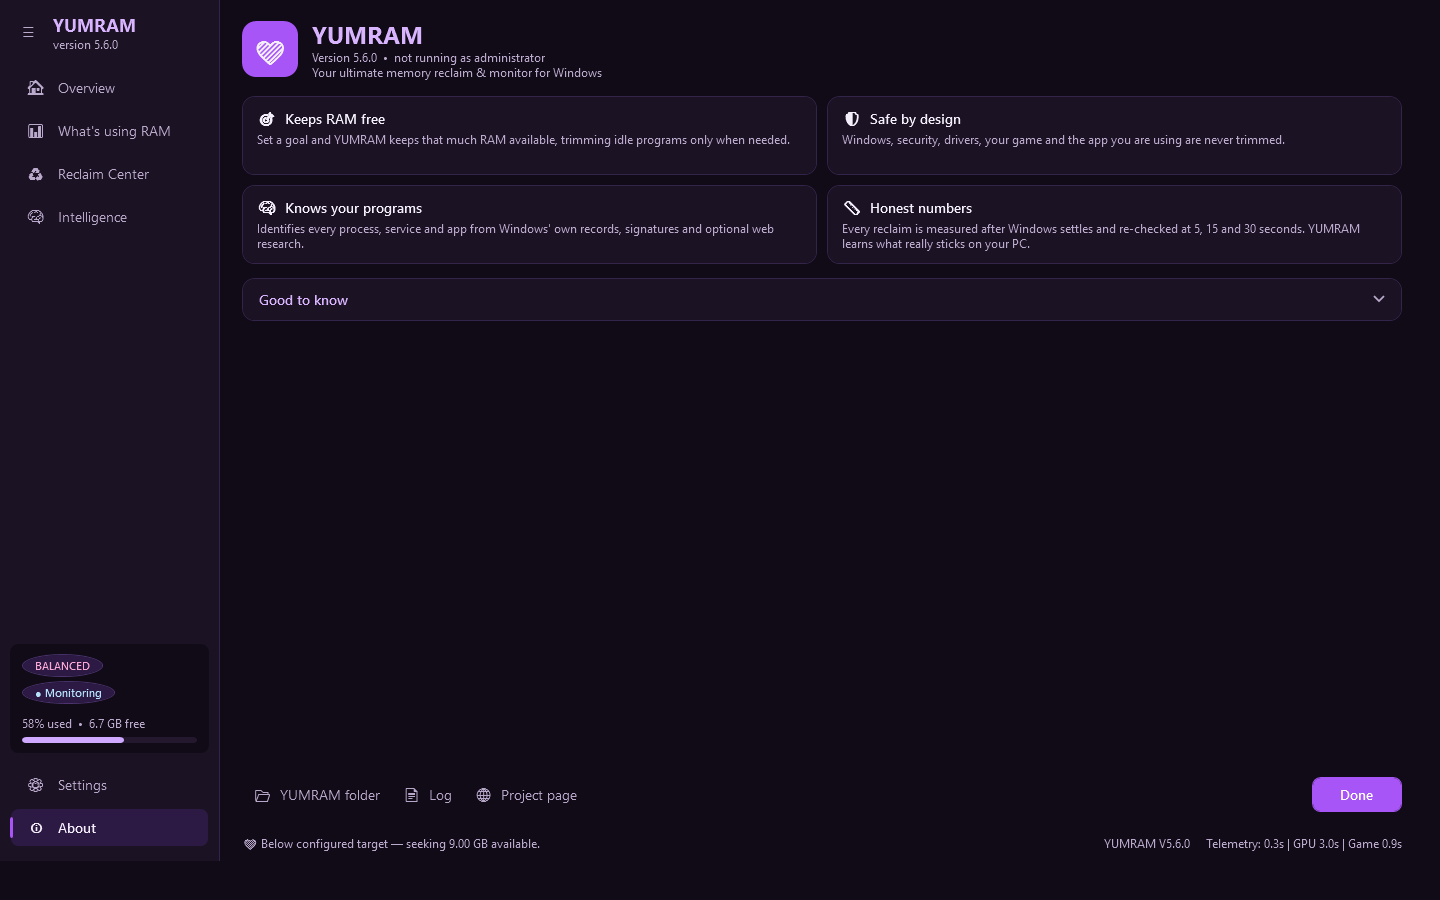 YUMRAM
version 5.6.0
Overview
What's using RAM
Reclaim Center
Intelligence
BALANCED
● Monitoring
58% used • 6.7 GB free
Settings
About
YUMRAM
Version 5.6.0 • not running as administrator
Your ultimate memory reclaim & monitor for Windows
Keeps RAM free
Set a goal and YUMRAM keeps that much RAM available, trimming idle programs only when needed.
Safe by design
Windows, security, drivers, your game and the app you are using are never trimmed.
Knows your programs
Identifies every process, service and app from Windows' own records, signatures and optional web
research.
Honest numbers
Every reclaim is measured after Windows settles and re-checked at 5, 15 and 30 seconds. YUMRAM
learns what really sticks on your PC.
Good to know
YUMRAM folder
Log
Project page
Done
Below configured target — seeking 9.00 GB available.
YUMRAM V5.6.0
Telemetry: 0.3s | GPU 3.0s | Game 0.9s